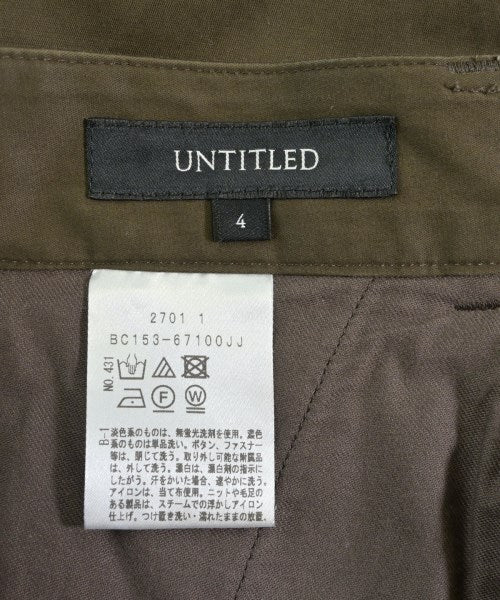 UNTITLED
4
2701 1
BC153-67100JJ
NO.431
F W
B-1
淡色系のものは、無蛍光洗剤を使用。濃色
系のものは単品洗い。ボタン、ファスナー
等は、閉じて洗う。取り外し可能な附属品
は、外して洗う。漂白は、漂白剤の指示に
したがう。汗をかいた場合、速やかに洗う。
アイロンは、当て布使用。ニットや毛足の
ある製品は、スチームでの浮かしアイロン
仕上げ。つけ置き洗い・濡れたままの放置、